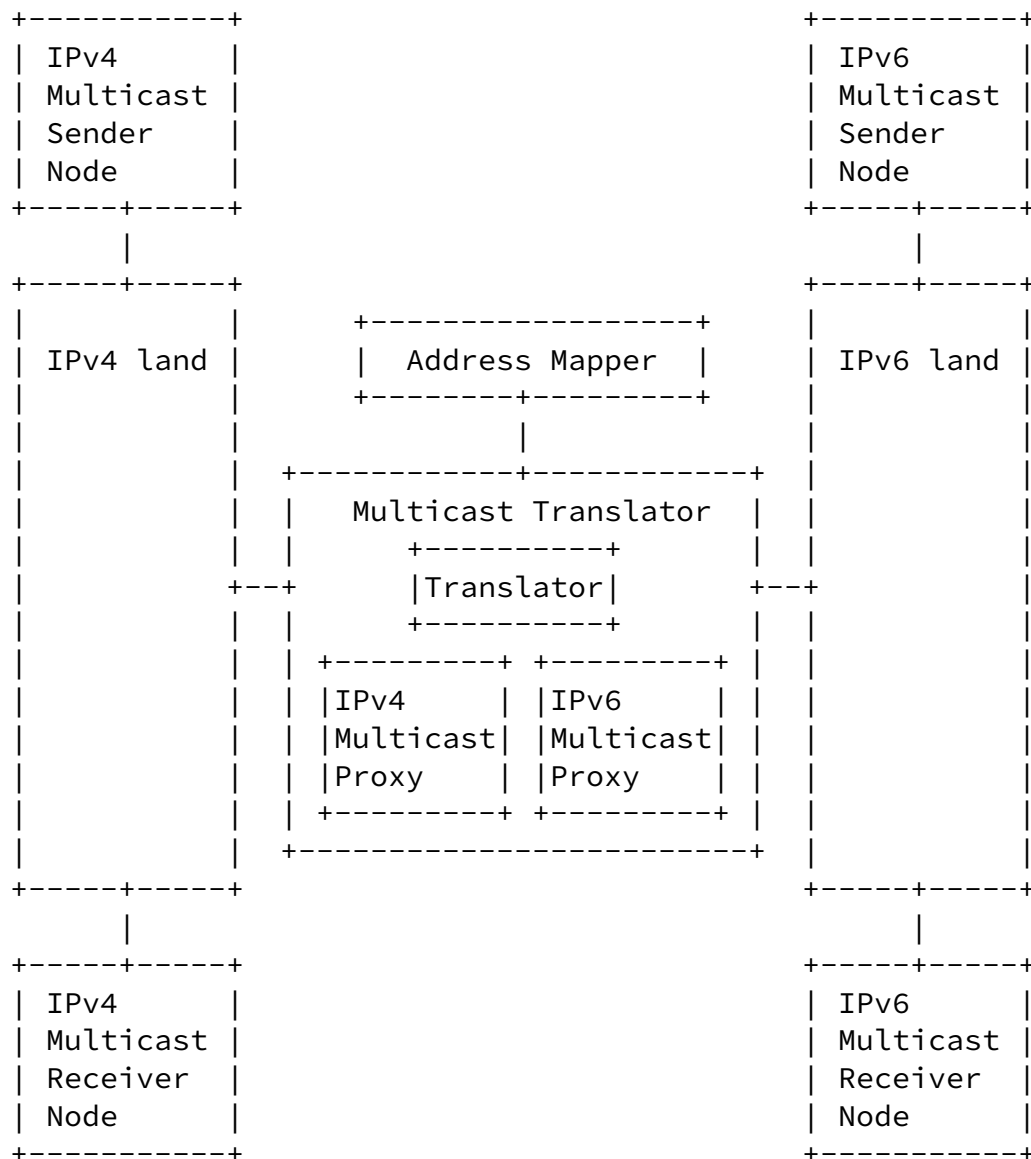 IPv4
Multicast
Sender
Node
IPv6
Multicast
Sender
Node
IPv4 land
Address Mapper
IPv6 land
Multicast Translator
Translator
IPv4
Multicast
Proxy
IPv6
Multicast
Proxy
IPv4
Multicast
Receiver
Node
IPv6
Multicast
Receiver
Node